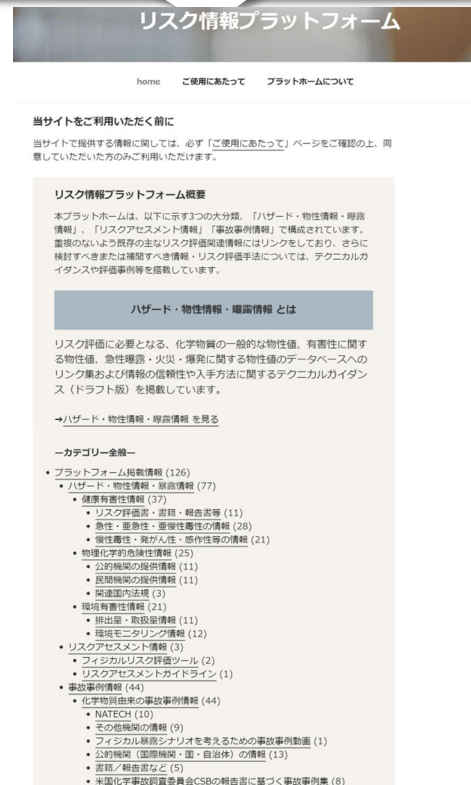 リスク情報プラットフォーム
home ご使用にあたって プラットホームについて
当サイトをご利用いただく前に
当サイトで提供する情報に関しては、必ず「ご使用にあたって」ページをご確認の上、同
意していただいた方のみご利用いただけます。
リスク情報プラットフォーム概要
本プラットホームは、以下に示す3つの大分類、「ハザード・物性情報・曝露
情報」、「リスクアセスメント情報」「事故事例情報」で構成されています。
重複のないよう既存の主なリスク評価関連情報にはリンクをしており、さらに
検討すべきまたは補間すべき情報・リスク評価手法については、テクニカルガ
イダンスや評価事例等を搭載しています。
ハザード・物性情報・曝露情報 とは
リスク評価に必要となる、化学物質の一般的な物性値、有害性に関す
る物性値、急性曝露・火災・爆発に関する物性値のデータベースへの
リンク集および情報の信頼性や入手方法に関するテクニカルガイダン
ス（ドラフト版）を掲載しています。
→ハザード・物性情報・曝露情報 を見る
ーカテゴリー全般ー
• プラットフォーム掲載情報 (126)
• ハザード・物性情報・暴露情報 (77)
• 健康有害性情報 (37)
• リスク評価書・書籍・報告書等 (11)
• 急性・亜急性・亜慢性毒性の情報 (28)
• 慢性毒性・発がん性・感作性等の情報 (21)
• 物理化学的危険性情報 (25)
• 公的機関の提供情報 (11)
• 民間機関の提供情報 (11)
• 関連国内法規 (3)
• 環境有害性情報 (21)
• 排出量・取扱量情報 (11)
• 環境モニタリング情報 (12)
• リスクアセスメント情報 (3)
• フィジカルリスク評価ツール (2)
• リスクアセスメントガイドライン (1)
• 事故事例情報 (44)
• 化学物質由来の事故事例情報 (44)
• NATECH (10)
• その他機関の情報 (9)
• フィジカル暴露シナリオを考えるための事故事例動画 (1)
• 公的機関（国際機関・国・自治体）の情報 (13)
• 書籍／報告書など (5)
• 米国化学事故調査委員会CSBの報告書に基づく事故事例集 (8)